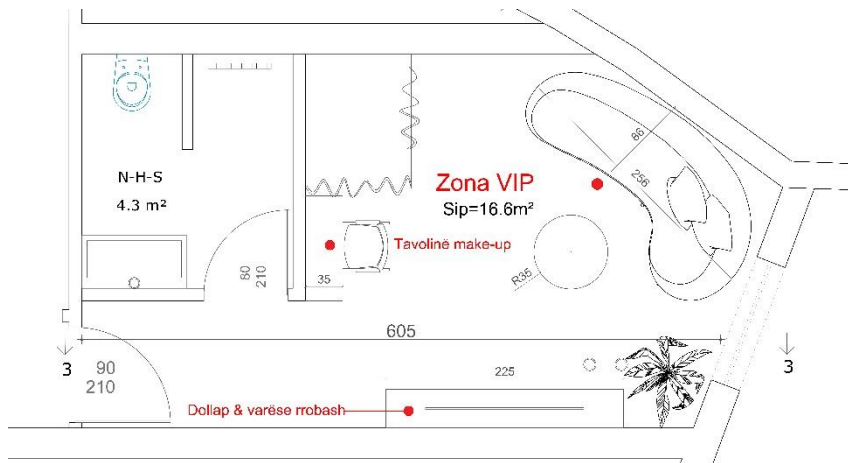 N-H-S
4.3 m²
Zona VIP
Sip=16.6m²
86
256
Tavolinë make-up
80
210
35
R35
605
3
90
210
225
3
Dollap & varëse rrobash